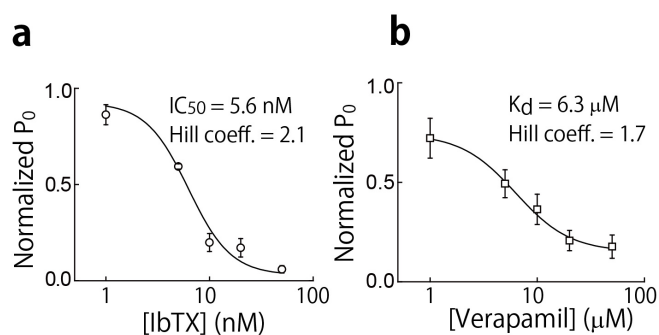 a
IC50 = 5.6 nM
Hill coeff. = 2.1
Normalized P0
1.0
0.5
0.0
1 10 100
[IbTX] (nM)
b
Kd = 6.3 μM
Hill coeff. = 1.7
Normalized P0
1.0
0.5
0.0
1 10 100
[Verapamil] (μM)